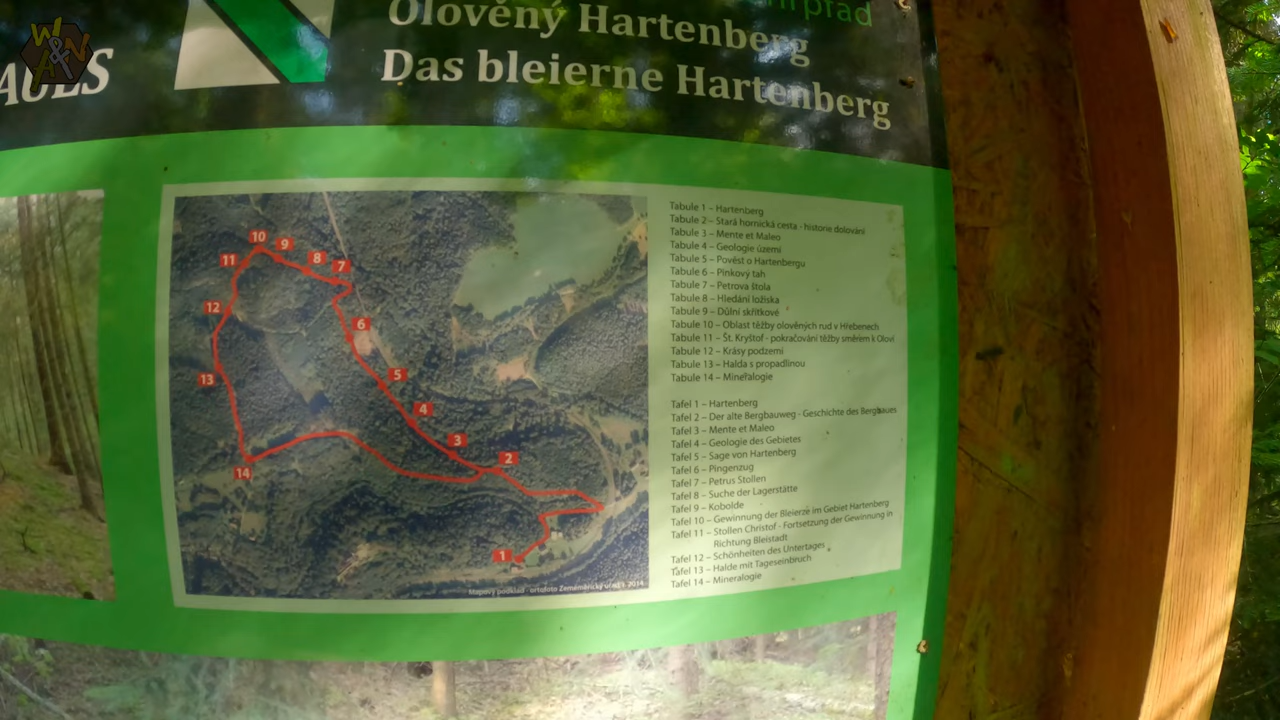 W&N
rnpfad
Olověný Hartenberg
Das bleierne Hartenberg
Tabule 1 – Hartenberg
Tabule 2 – Stará hornická cesta - historie dolování
Tabule 3 – Mente et Maleo
Tabule 4 – Geologie území
Tabule 5 – Pověst o Hartenbergu
Tabule 6 – Pinkový tah
Tabule 7 – Petrova štola
Tabule 8 – Hledání ložiska
Tabule 9 – Důlní skřítkové
Tabule 10 – Oblast těžby olověných rud v Hřebenech
Tabule 11 – Št. Kryštof - pokračování těžby směrem k Olovi
Tabule 12 – Krásy podzemí
Tabule 13 – Halda s propadlinou
Tabule 14 – Mineralogie
Tafel 1 – Hartenberg
Tafel 2 – Der alte Bergbauweg - Geschichte des Bergbaues
Tafel 3 – Mente et Maleo
Tafel 4 – Geologie des Gebietes
Tafel 5 – Sage von Hartenberg
Tafel 6 – Pingenzug
Tafel 7 – Petrus Stollen
Tafel 8 – Suche der Lagerstätte
Tafel 9 – Kobolde
Tafel 10 – Gewinnung der Bleierze im Gebiet Hartenberg
Tafel 11 – Stollen Christof - Fortsetzung der Gewinnung in
Richtung Bleistadt
Tafel 12 – Schönheiten des Untertages
Tafel 13 – Halde mit Tageseinbruch
Tafel 14 – Mineralogie
10
9
8
7
11
12
6
13
5
4
3
2
14
1
Mapový podklad - ortofoto Zeměměřický úřad